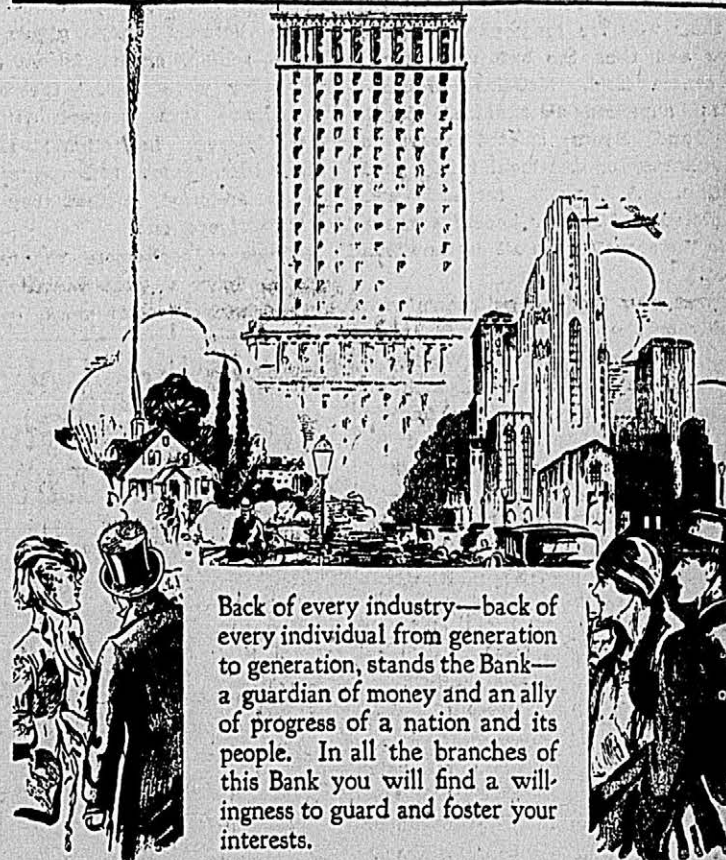 Back of every industry—back of
every individual from generation
to generation, stands the Bank—
a guardian of money and an ally
of progress of a nation and its
people. In all the branches of
this Bank you will find a will-
ingness to guard and foster your
interests.